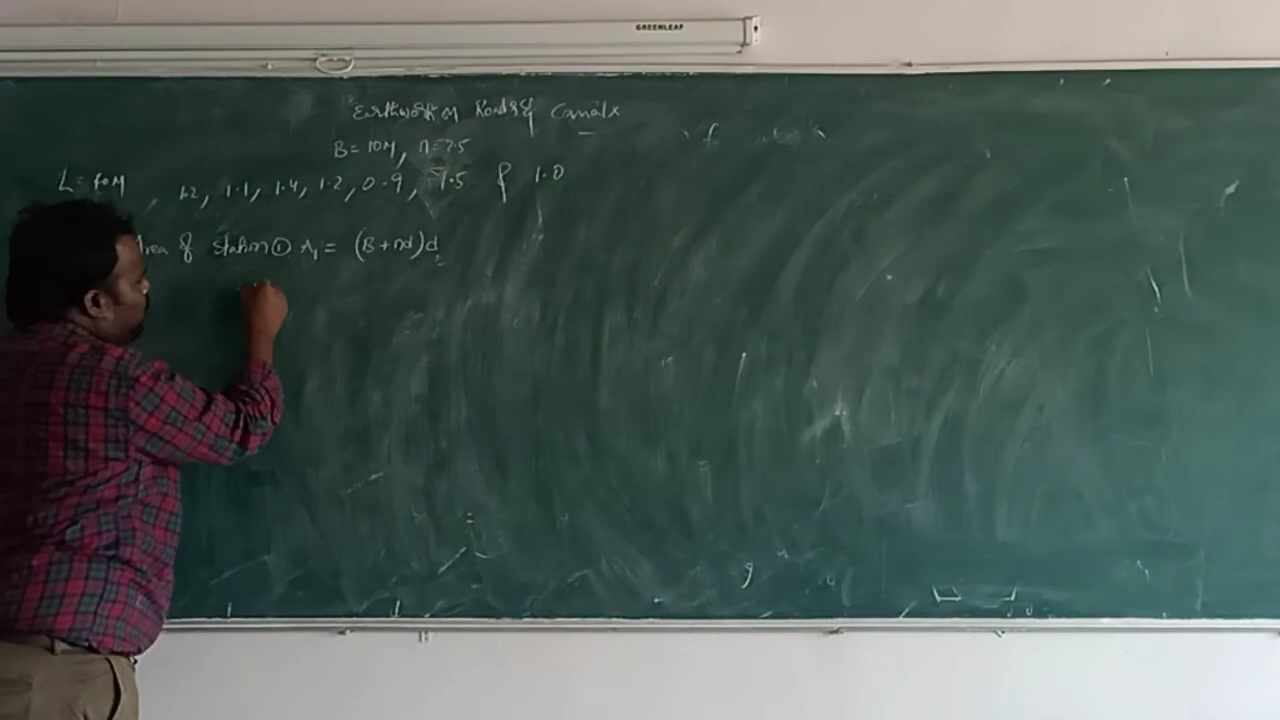 GREENLEAF
Earthwork on Roads & Canals
B = 10M, n = 2.5
L = 40M , 1.2, 1.1, 1.4, 1.2, 0.9, 1.5 & 1.0
Area of Station ① A₁ = (B+nd)d